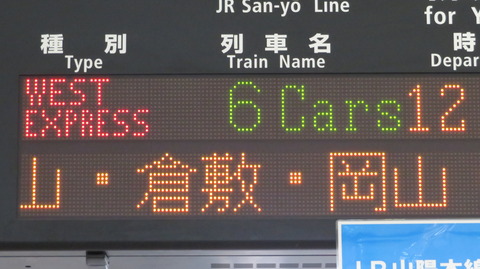 JR San-yo Line
for Y
種別 列車名 時
Type Train Name Depar
WEST EXPRESS 6 Cars 12
山・倉敷・岡山
JR山陽本線